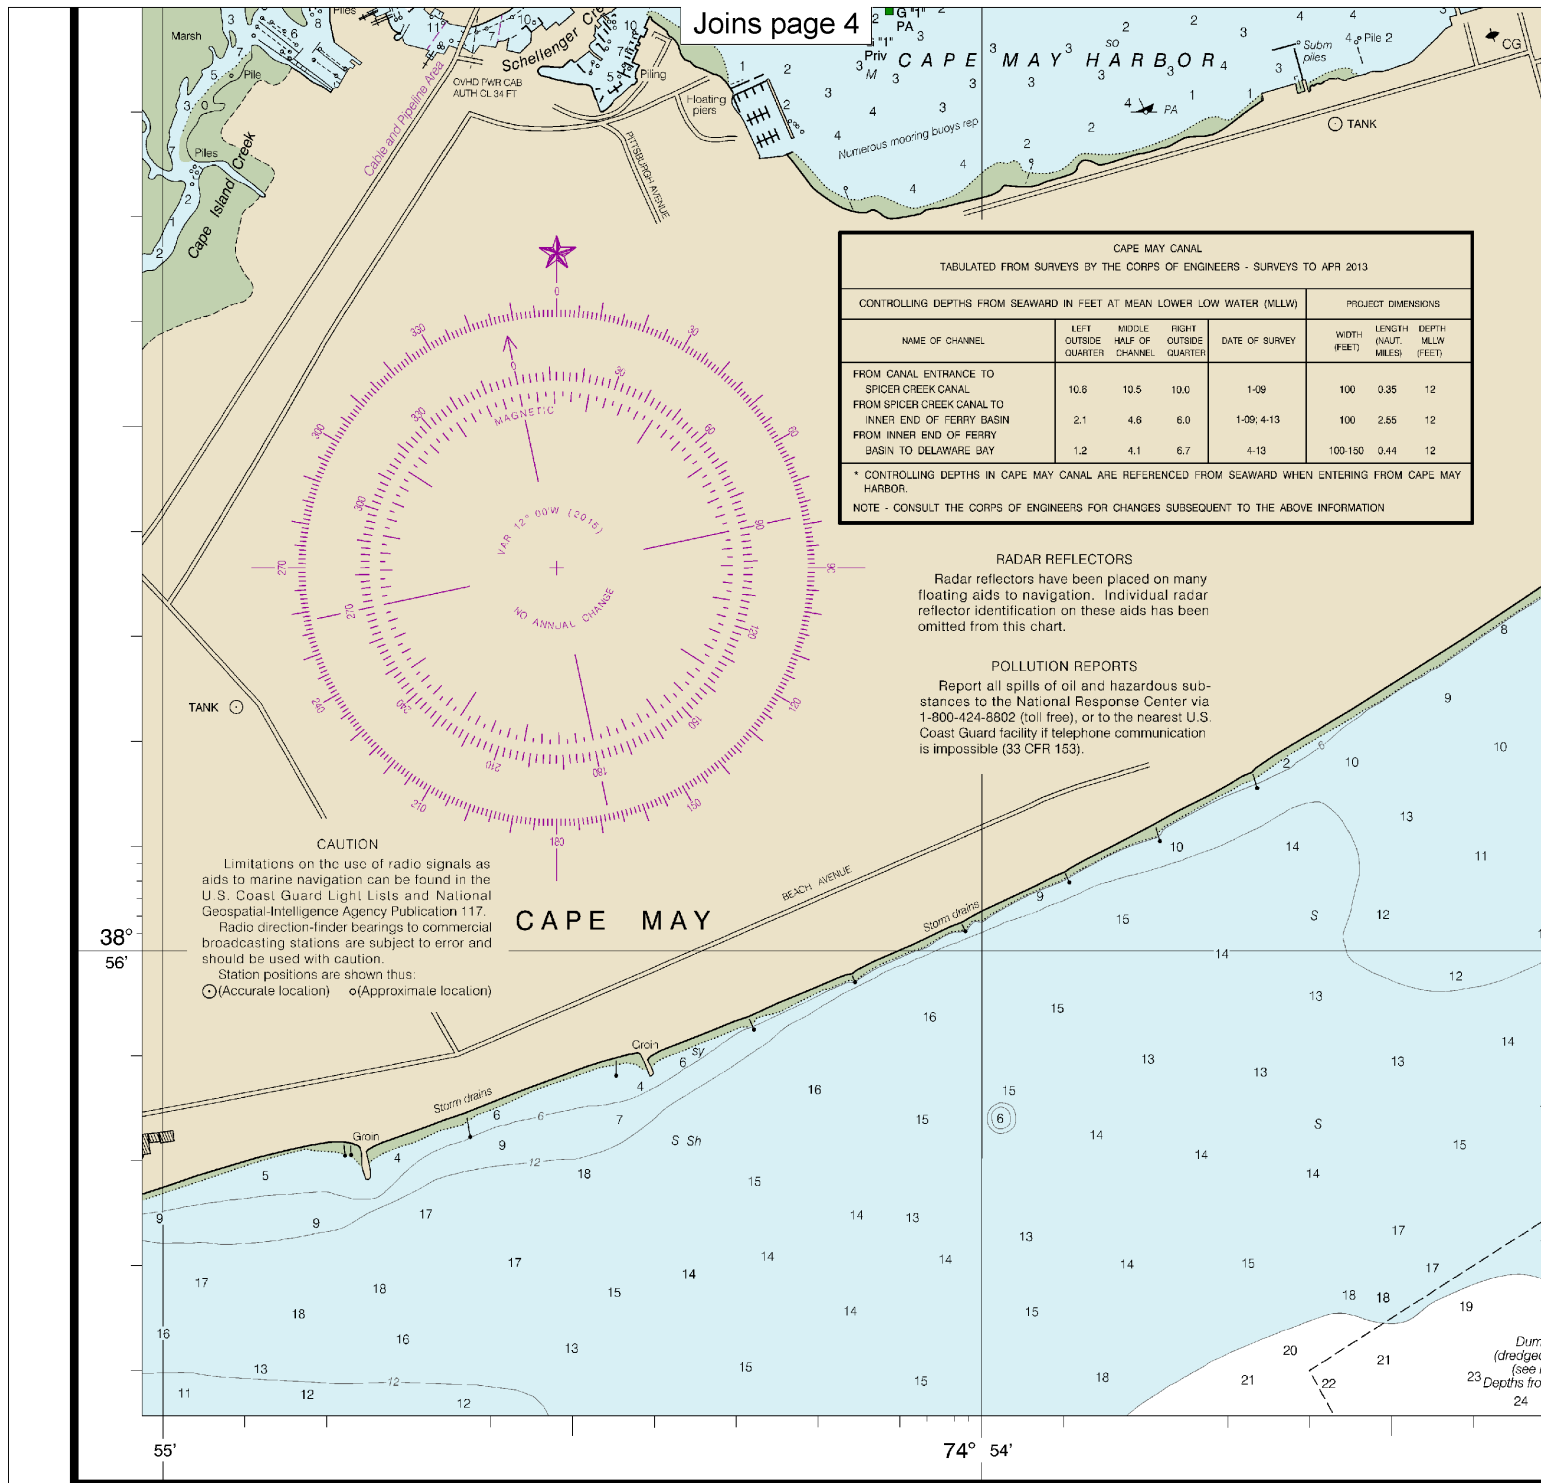 Joins page 4
Marsh
Piles
Pile
Piles
Cape Island Creek
Schellenger Cre
OVHD PWR CAB
AUTH CL 34 FT
Cable and Pipeline Area
Piling
Floating
piers
PITTSBURGH AVENUE
G "1"
PA
G "1"
Priv
M
CAPE MAY HARBOR
so
Numerous mooring buoys rep
PA
Subm
piles
Pile 2
CG
TANK
CAPE MAY CANAL
TABULATED FROM SURVEYS BY THE CORPS OF ENGINEERS - SURVEYS TO APR 2013
CONTROLLING DEPTHS FROM SEAWARD IN FEET AT MEAN LOWER LOW WATER (MLLW) PROJECT DIMENSIONS
NAME OF CHANNEL LEFT OUTSIDE QUARTER MIDDLE HALF OF CHANNEL RIGHT OUTSIDE QUARTER DATE OF SURVEY WIDTH (FEET) LENGTH (NAUT. MILES) DEPTH MLLW (FEET)
FROM CANAL ENTRANCE TO
SPICER CREEK CANAL 10.6 10.5 10.0 1-09 100 0.35 12
FROM SPICER CREEK CANAL TO
INNER END OF FERRY BASIN 2.1 4.6 6.0 1-09; 4-13 100 2.55 12
FROM INNER END OF FERRY
BASIN TO DELAWARE BAY 1.2 4.1 6.7 4-13 100-150 0.44 12
* CONTROLLING DEPTHS IN CAPE MAY CANAL ARE REFERENCED FROM SEAWARD WHEN ENTERING FROM CAPE MAY
HARBOR.
NOTE - CONSULT THE CORPS OF ENGINEERS FOR CHANGES SUBSEQUENT TO THE ABOVE INFORMATION
MAGNETIC
VAR 12° 00'W (2015)
NO ANNUAL CHANGE
RADAR REFLECTORS
Radar reflectors have been placed on many
floating aids to navigation. Individual radar
reflector identification on these aids has been
omitted from this chart.
POLLUTION REPORTS
Report all spills of oil and hazardous sub-
stances to the National Response Center via
1-800-424-8802 (toll free), or to the nearest U.S.
Coast Guard facility if telephone communication
is impossible (33 CFR 153).
TANK
CAUTION
Limitations on the use of radio signals as
aids to marine navigation can be found in the
U.S. Coast Guard Light Lists and National
Geospatial-Intelligence Agency Publication 117.
Radio direction-finder bearings to commercial
broadcasting stations are subject to error and
should be used with caution.
Station positions are shown thus:
(Accurate location) (Approximate location)
CAPE MAY
BEACH AVENUE
Storm drains
38°
56'
Groin
sy
Storm drains
Groin
S Sh
S
S
Dum
(dredged
(see
Depths fro
55'
74° 54'